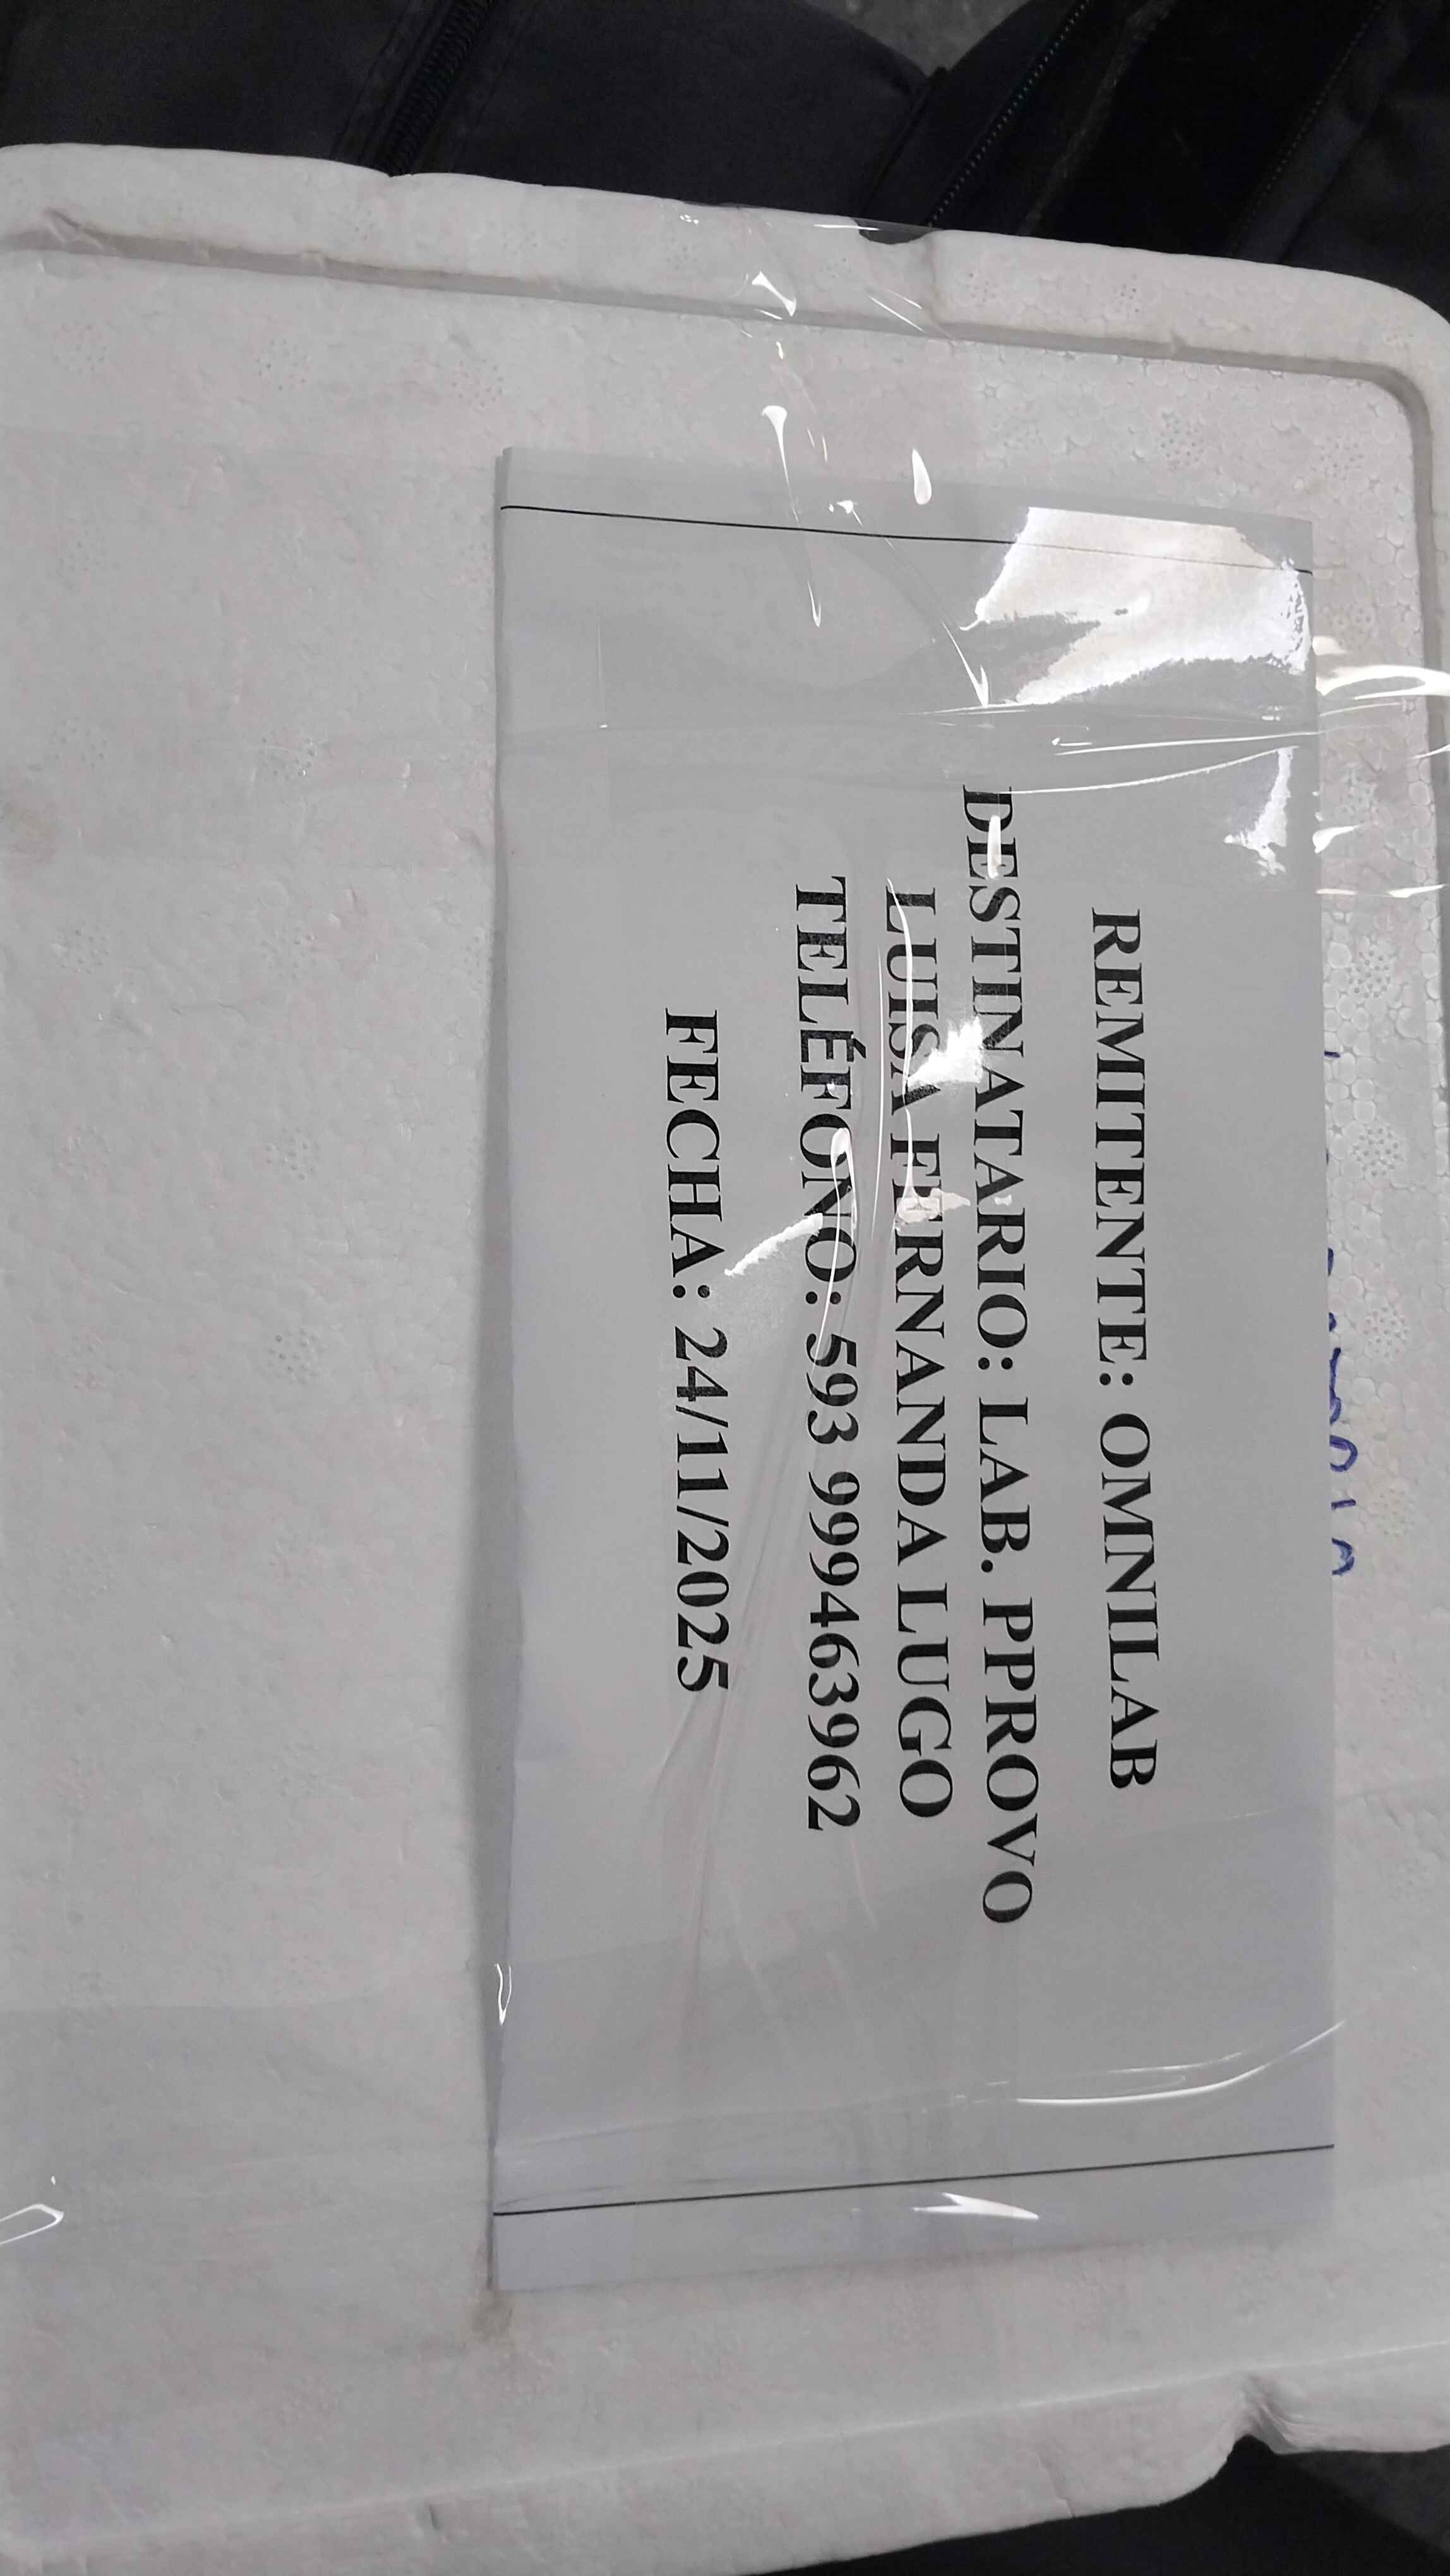 REMITENTE: OMNILAB
DESTINATARIO: LAB. PPROVO
LUISA FERNANDA LUGO
TELÉFONO: 593 999463962
FECHA: 24/11/2025